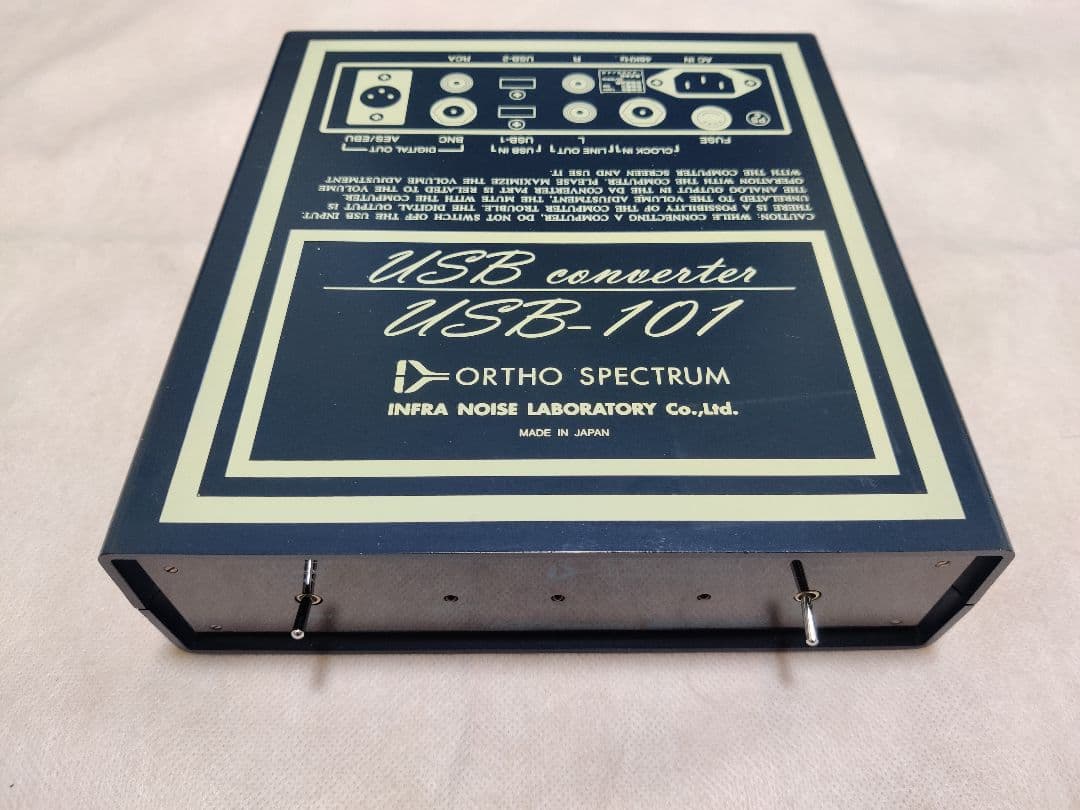 CAUTION: WHILE CONNECTING A COMPUTER, DO NOT SWITCH OFF THE USB INPUT:
THERE IS A POSSIBILITY OF THE COMPUTER TROUBLE. THE DIGITAL OUTPUT IS
UNRELATED TO THE VOLUME ADJUSTMENT, THE MUTE WITH THE COMPUTER.
THE ANALOG OUTPUT IN THE DA CONVERTER PART IS RELATED TO THE VOLUME
OPERATION WITH THE COMPUTER. PLEASE MAXIMIZE THE VOLUME ADJUSTMENT
WITH THE COMPUTER SCREEN AND USE IT.
CLOCK IN LINE OUT USB IN DIGITAL OUT
FUSE L USB-1 BNC AES/EBU
AC IN 48KHz R USB-2 RCA
USB converter
USB-101
ORTHO SPECTRUM
INFRA NOISE LABORATORY Co.,Ltd.
MADE IN JAPAN